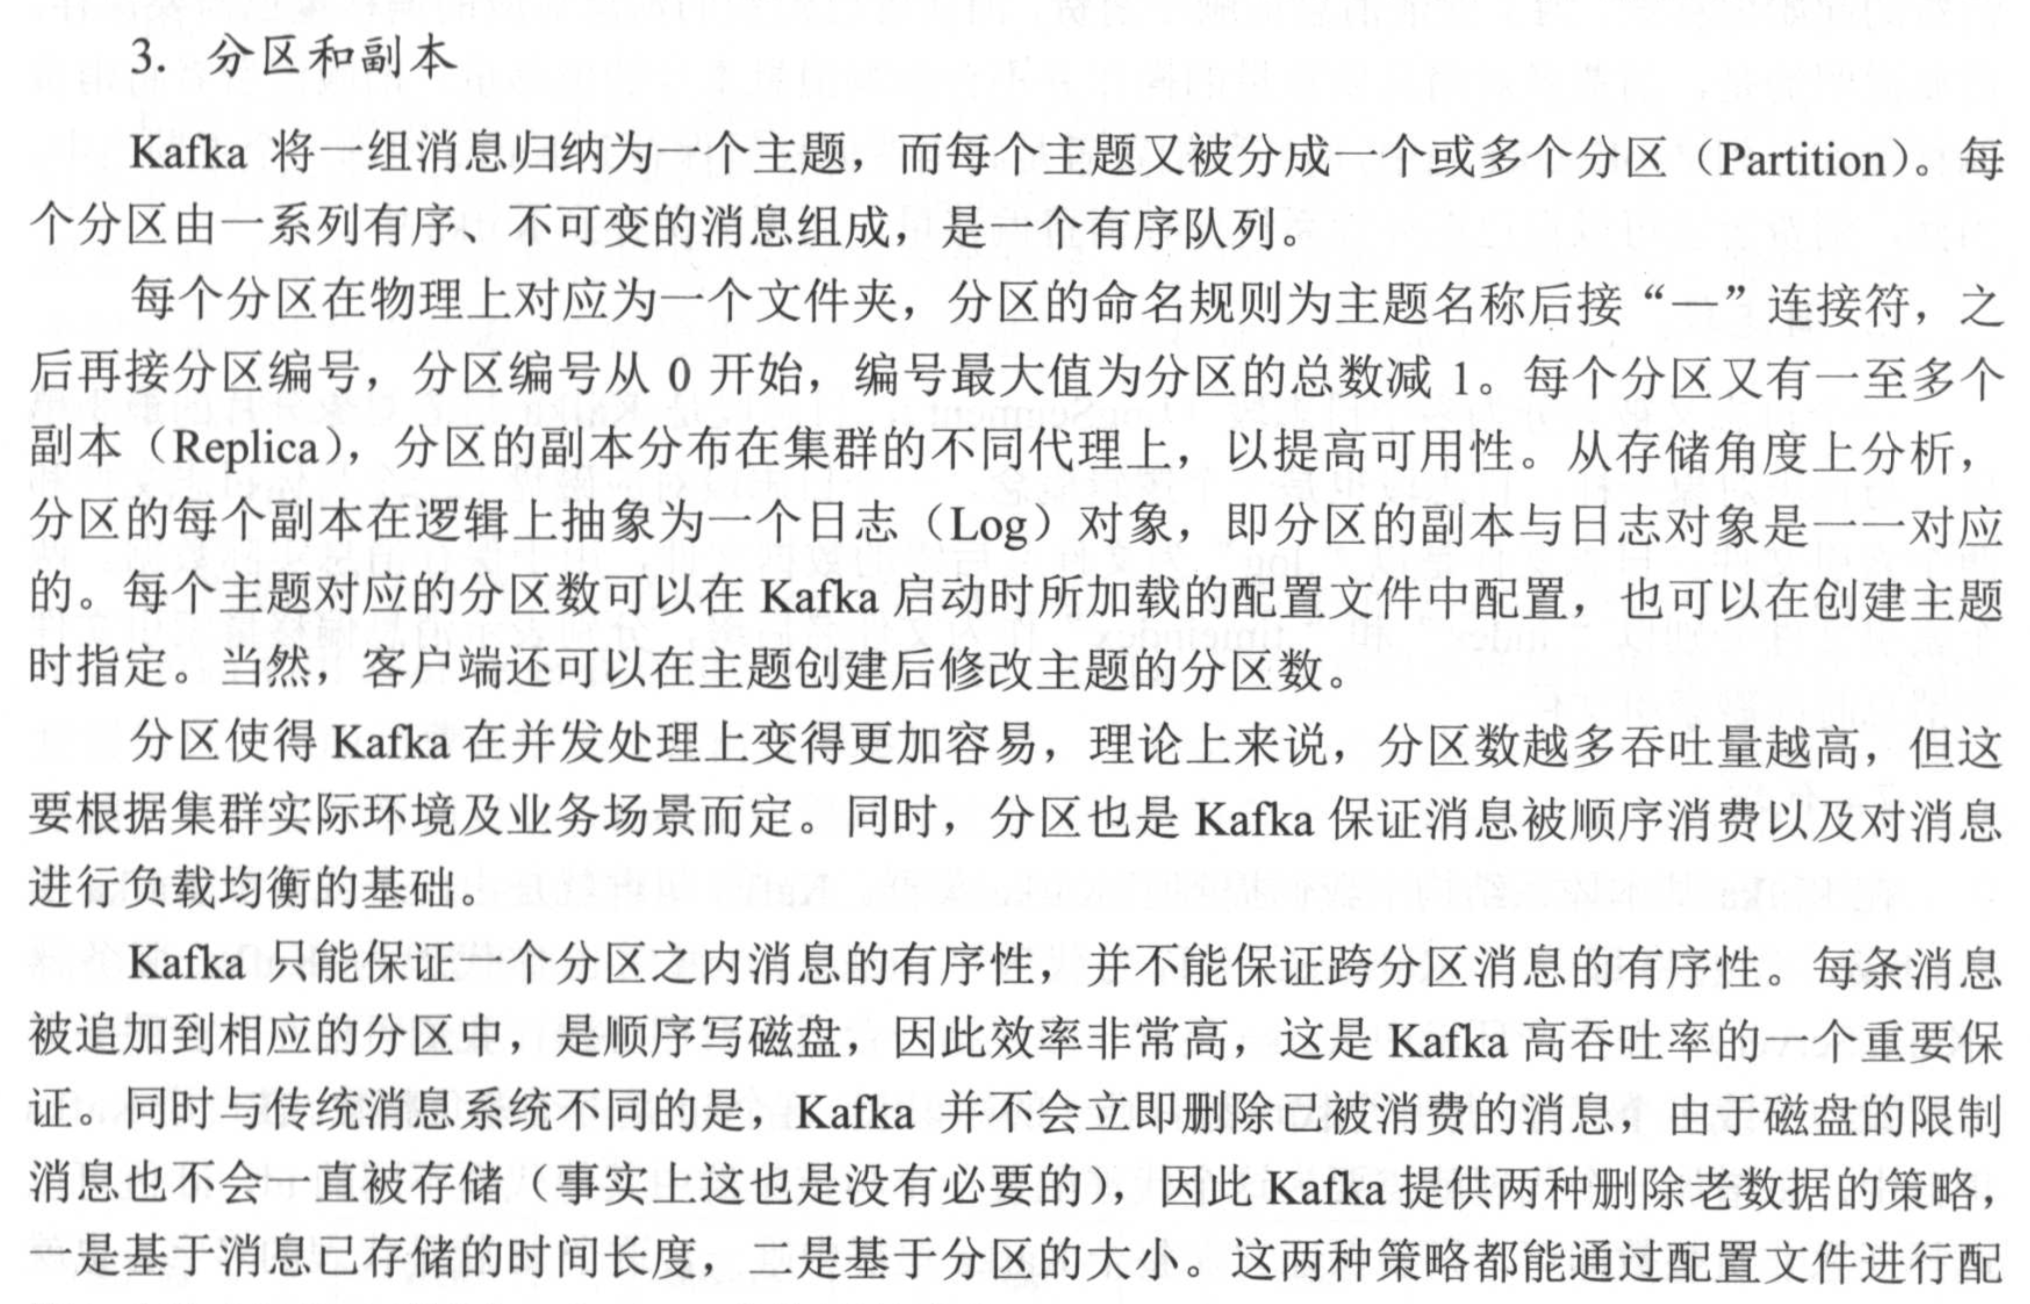 3. 分区和副本
Kafka 将一组消息归纳为一个主题，而每个主题又被分成一个或多个分区（Partition）。每
个分区由一系列有序、不可变的消息组成，是一个有序队列。
每个分区在物理上对应为一个文件夹，分区的命名规则为主题名称后接“—”连接符，之
后再接分区编号，分区编号从 0 开始，编号最大值为分区的总数减 1。每个分区又有一至多个
副本（Replica），分区的副本分布在集群的不同代理上，以提高可用性。从存储角度上分析，
分区的每个副本在逻辑上抽象为一个日志（Log）对象，即分区的副本与日志对象是一一对应
的。每个主题对应的分区数可以在 Kafka 启动时所加载的配置文件中配置，也可以在创建主题
时指定。当然，客户端还可以在主题创建后修改主题的分区数。
分区使得 Kafka 在并发处理上变得更加容易，理论上来说，分区数越多吞吐量越高，但这
要根据集群实际环境及业务场景而定。同时，分区也是 Kafka 保证消息被顺序消费以及对消息
进行负载均衡的基础。
Kafka 只能保证一个分区之内消息的有序性，并不能保证跨分区消息的有序性。每条消息
被追加到相应的分区中，是顺序写磁盘，因此效率非常高，这是 Kafka 高吞吐率的一个重要保
证。同时与传统消息系统不同的是，Kafka 并不会立即删除已被消费的消息，由于磁盘的限制
消息也不会一直被存储（事实上这也是没有必要的），因此 Kafka 提供两种删除老数据的策略，
一是基于消息已存储的时间长度，二是基于分区的大小。这两种策略都能通过配置文件进行配